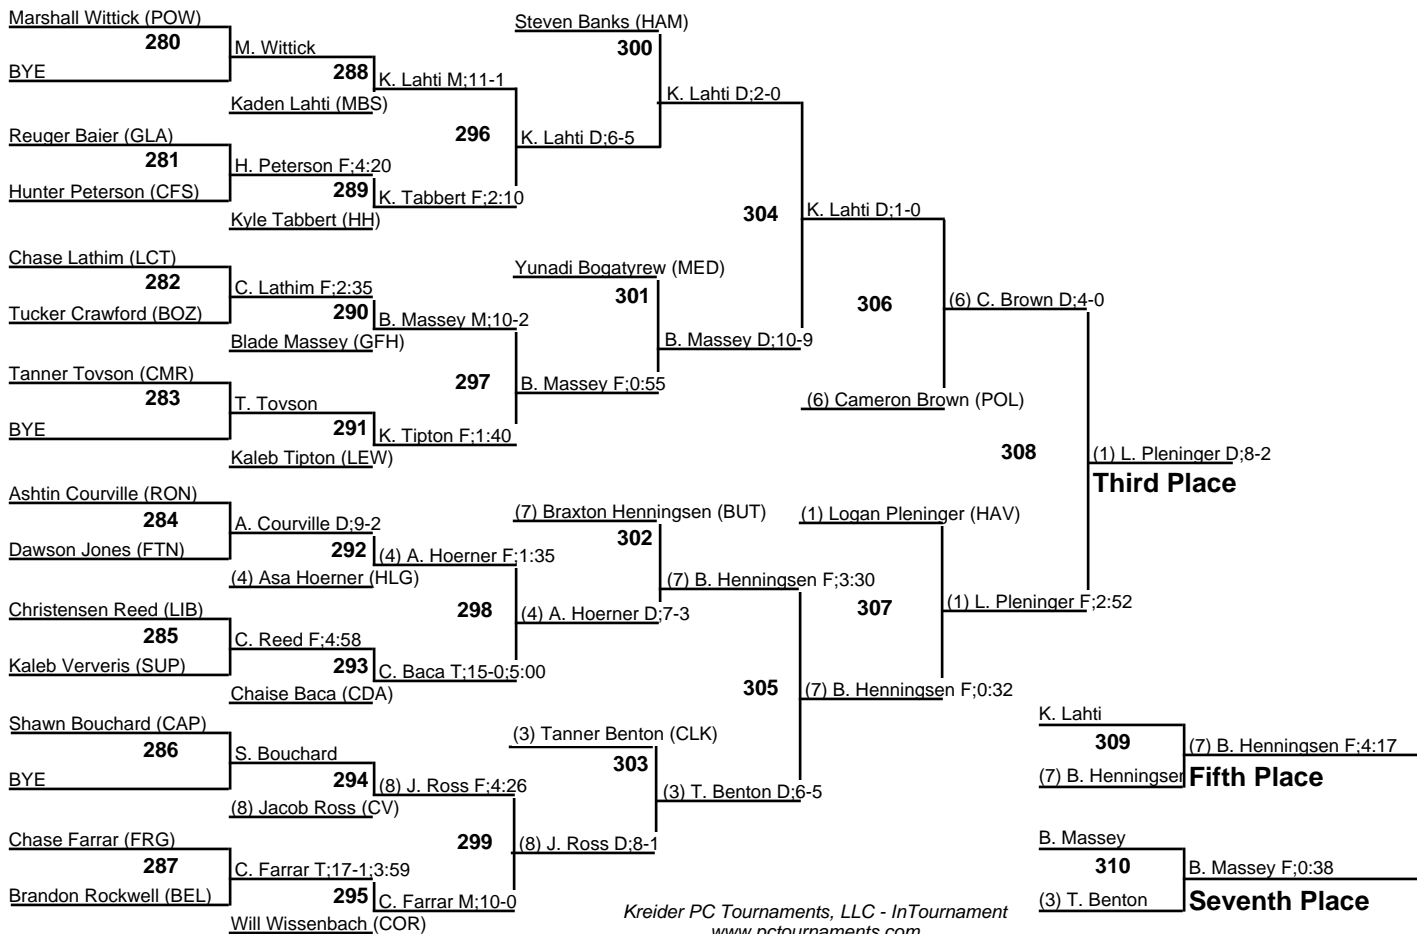 Marshall Wittick (POW)
280
BYE
M. Wittick
288
Kaden Lahti (MBS)
K. Lahti M;11-1
Reuger Baier (GLA)
281
Hunter Peterson (CFS)
H. Peterson F;4:20
289
Kyle Tabbert (HH)
K. Tabbert F;2:10
296
K. Lahti D;6-5
Steven Banks (HAM)
300
K. Lahti D;2-0
Chase Lathim (LCT)
282
Tucker Crawford (BOZ)
C. Lathim F;2:35
290
Blade Massey (GFH)
B. Massey M;10-2
Tanner Tovson (CMR)
283
BYE
T. Tovson
291
Kaleb Tipton (LEW)
K. Tipton F;1:40
297
B. Massey F;0:55
Yunadi Bogatyrew (MED)
301
B. Massey D;10-9
304
K. Lahti D;1-0
306
(6) Cameron Brown (POL)
(6) C. Brown D;4-0
Ashtin Courville (RON)
284
Dawson Jones (FTN)
A. Courville D;9-2
292
(4) Asa Hoerner (HLG)
(4) A. Hoerner F;1:35
Christensen Reed (LIB)
285
Kaleb Ververis (SUP)
C. Reed F;4:58
293
Chaise Baca (CDA)
C. Baca T;15-0;5:00
298
(4) A. Hoerner D;7-3
(7) Braxton Henningsen (BUT)
302
(7) B. Henningsen F;3:30
Shawn Bouchard (CAP)
286
BYE
S. Bouchard
294
(8) Jacob Ross (CV)
(8) J. Ross F;4:26
Chase Farrar (FRG)
287
Brandon Rockwell (BEL)
C. Farrar T;17-1;3:59
295
Will Wissenbach (COR)
C. Farrar M;10-0
299
(8) J. Ross D;8-1
(3) Tanner Benton (CLK)
303
(3) T. Benton D;6-5
305
(7) B. Henningsen F;0:32
(1) Logan Pleninger (HAV)
307
(1) L. Pleninger F;2:52
308
(1) L. Pleninger D;8-2
Third Place
K. Lahti
309
(7) B. Henningser
(7) B. Henningsen F;4:17
Fifth Place
B. Massey
310
(3) T. Benton
B. Massey F;0:38
Seventh Place
Kreider PC Tournaments, LLC - InTournament
www.pctournaments.com